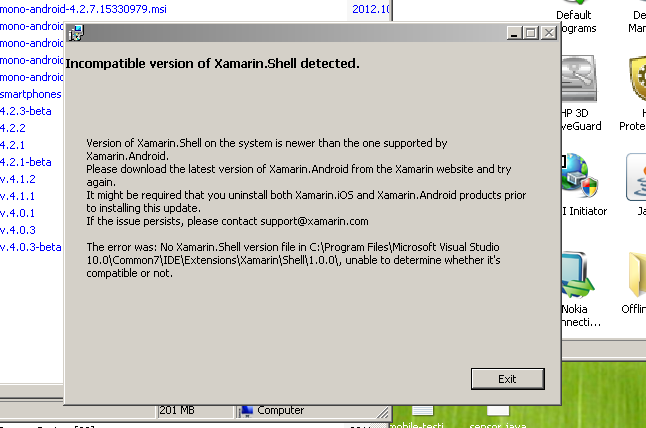 mono-android-4.2.7.15330979.msi
2012.10
mono-android
mono-android
mono-android
mono-android
smartphones
4.2.3-beta
4.2.2
4.2.1
4.2.1-beta
v.4.1.2
v.4.1.1
v.4.0.1
v.4.0.3
v.4.0.3-beta
Incompatible version of Xamarin.Shell detected.
Version of Xamarin.Shell on the system is newer than the one supported by
Xamarin.Android.
Please download the latest version of Xamarin.Android from the Xamarin website and try
again.
It might be required that you uninstall both Xamarin.iOS and Xamarin.Android products prior
to installing this update.
If the issue persists, please contact support@xamarin.com
The error was: No Xamarin.Shell version file in C:\Program Files\Microsoft Visual Studio
10.0\Common7\IDE\Extensions\Xamarin\Shell\1.0.0\, unable to determine whether it's
compatible or not.
Exit
201 MB
Computer
Default
ograms
De
Ma
HP 3D
veGuard
H
Prote
I Initiator
Ja
Nokia
nnecti...
Offlin
mobile-testi
sensor.java